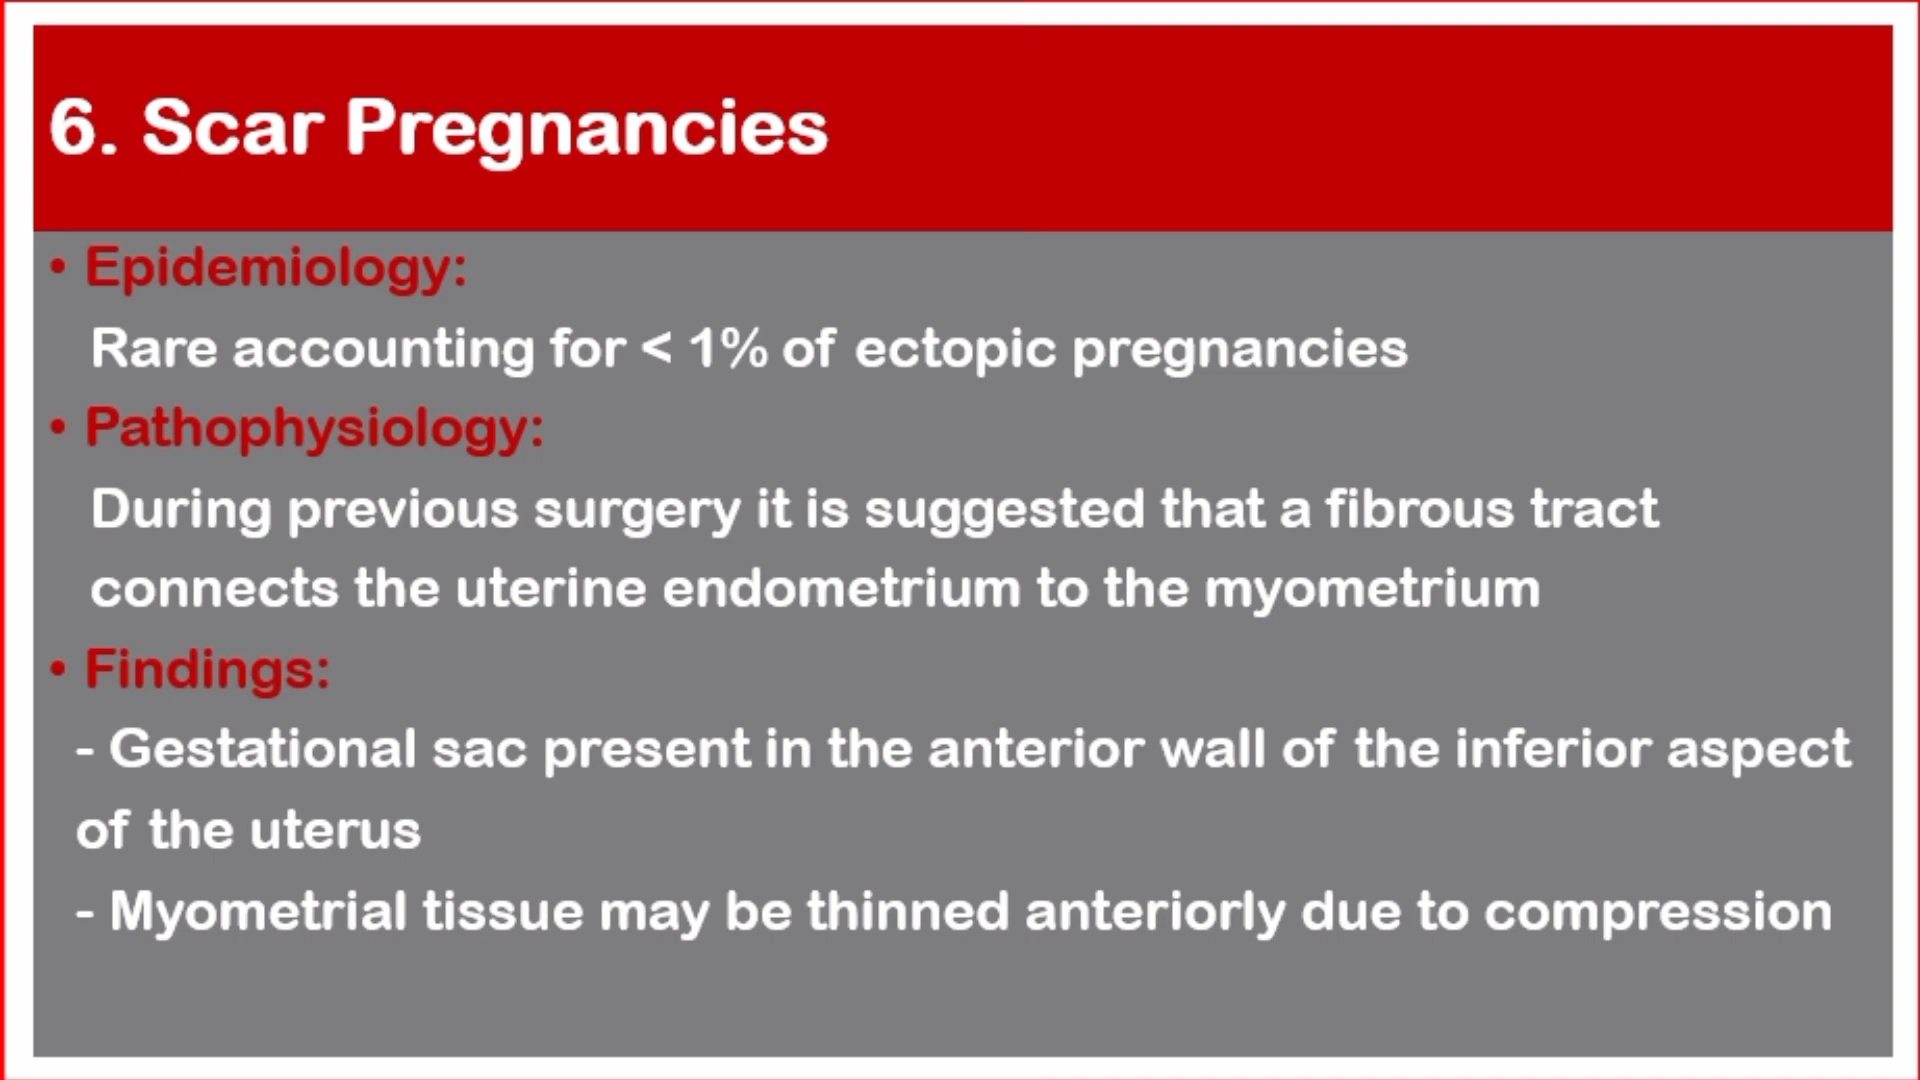 6. Scar Pregnancies
• Epidemiology:
Rare accounting for < 1% of ectopic pregnancies
• Pathophysiology:
During previous surgery it is suggested that a fibrous tract
connects the uterine endometrium to the myometrium
• Findings:
- Gestational sac present in the anterior wall of the inferior aspect
of the uterus
- Myometrial tissue may be thinned anteriorly due to compression